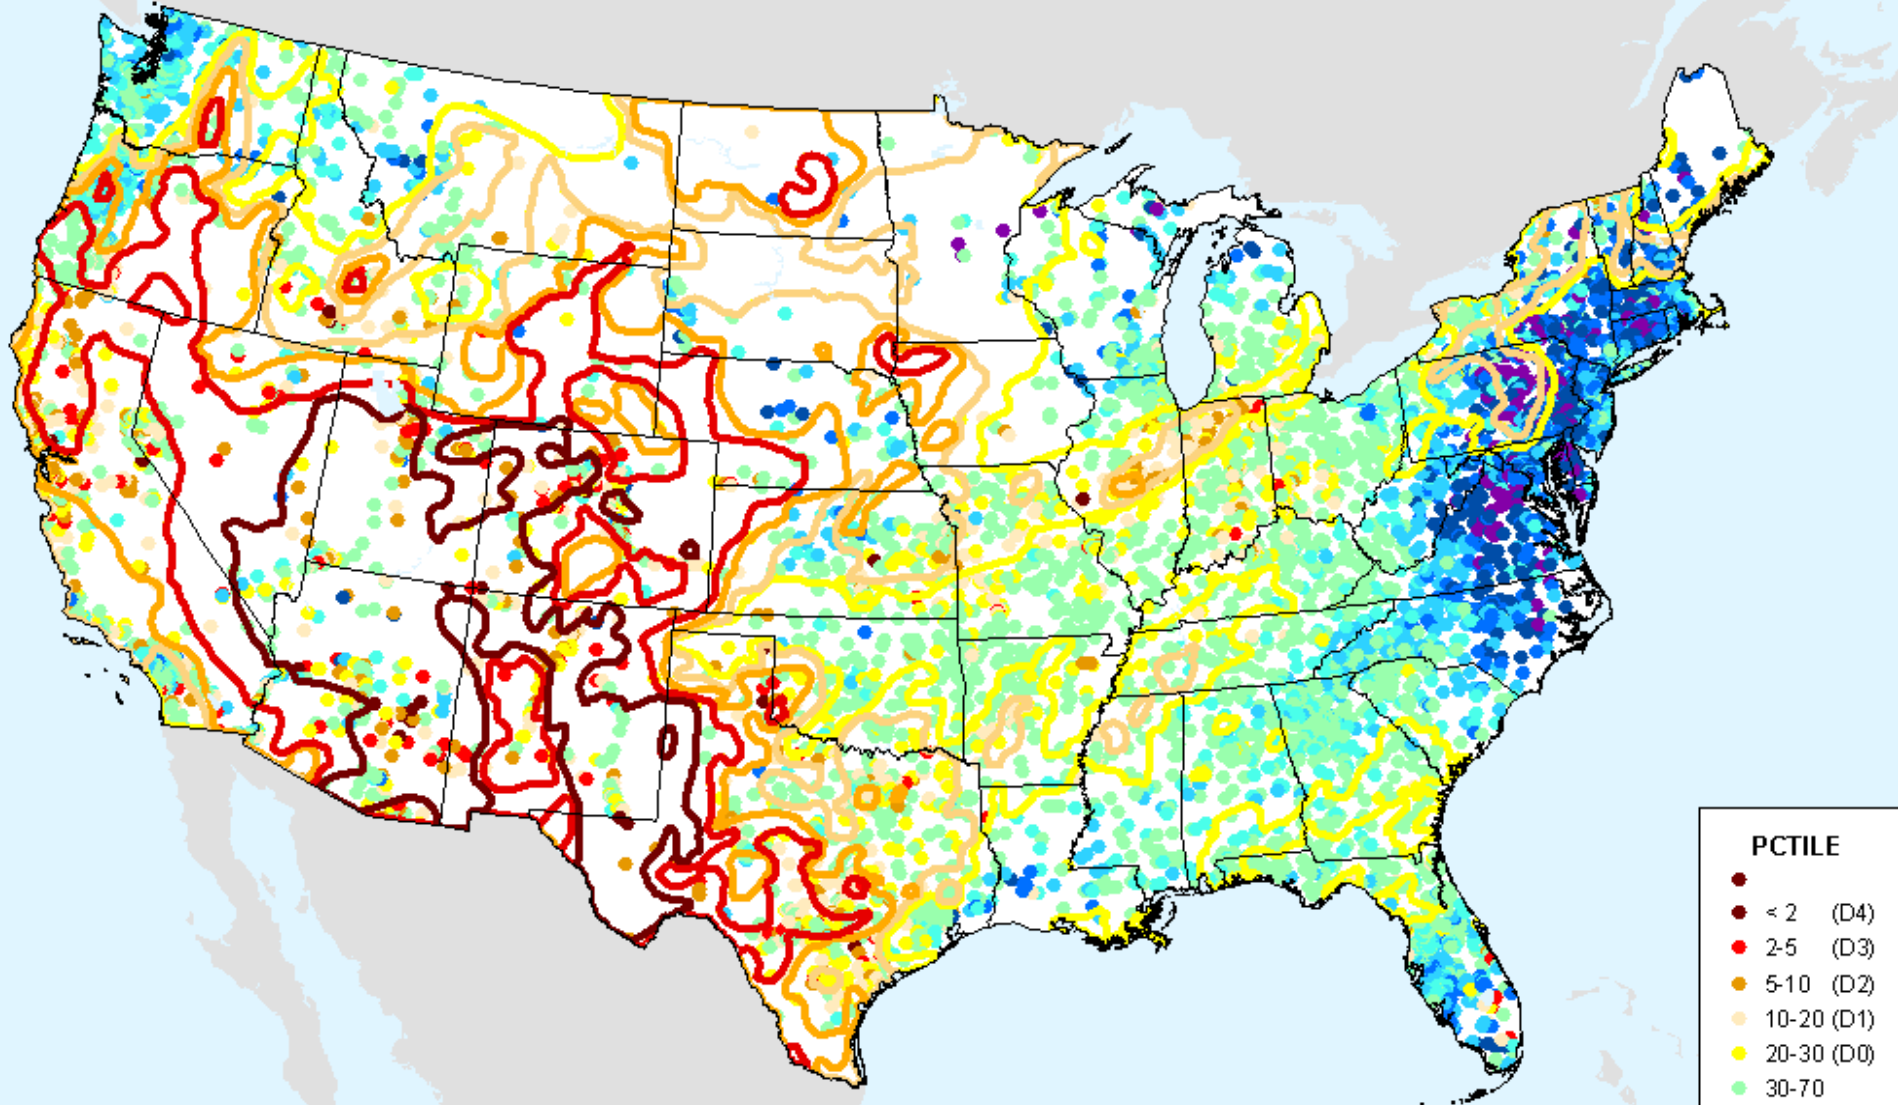 PCTILE
< 2 (D4)
2-5 (D3)
5-10 (D2)
10-20 (D1)
20-30 (D0)
30-70